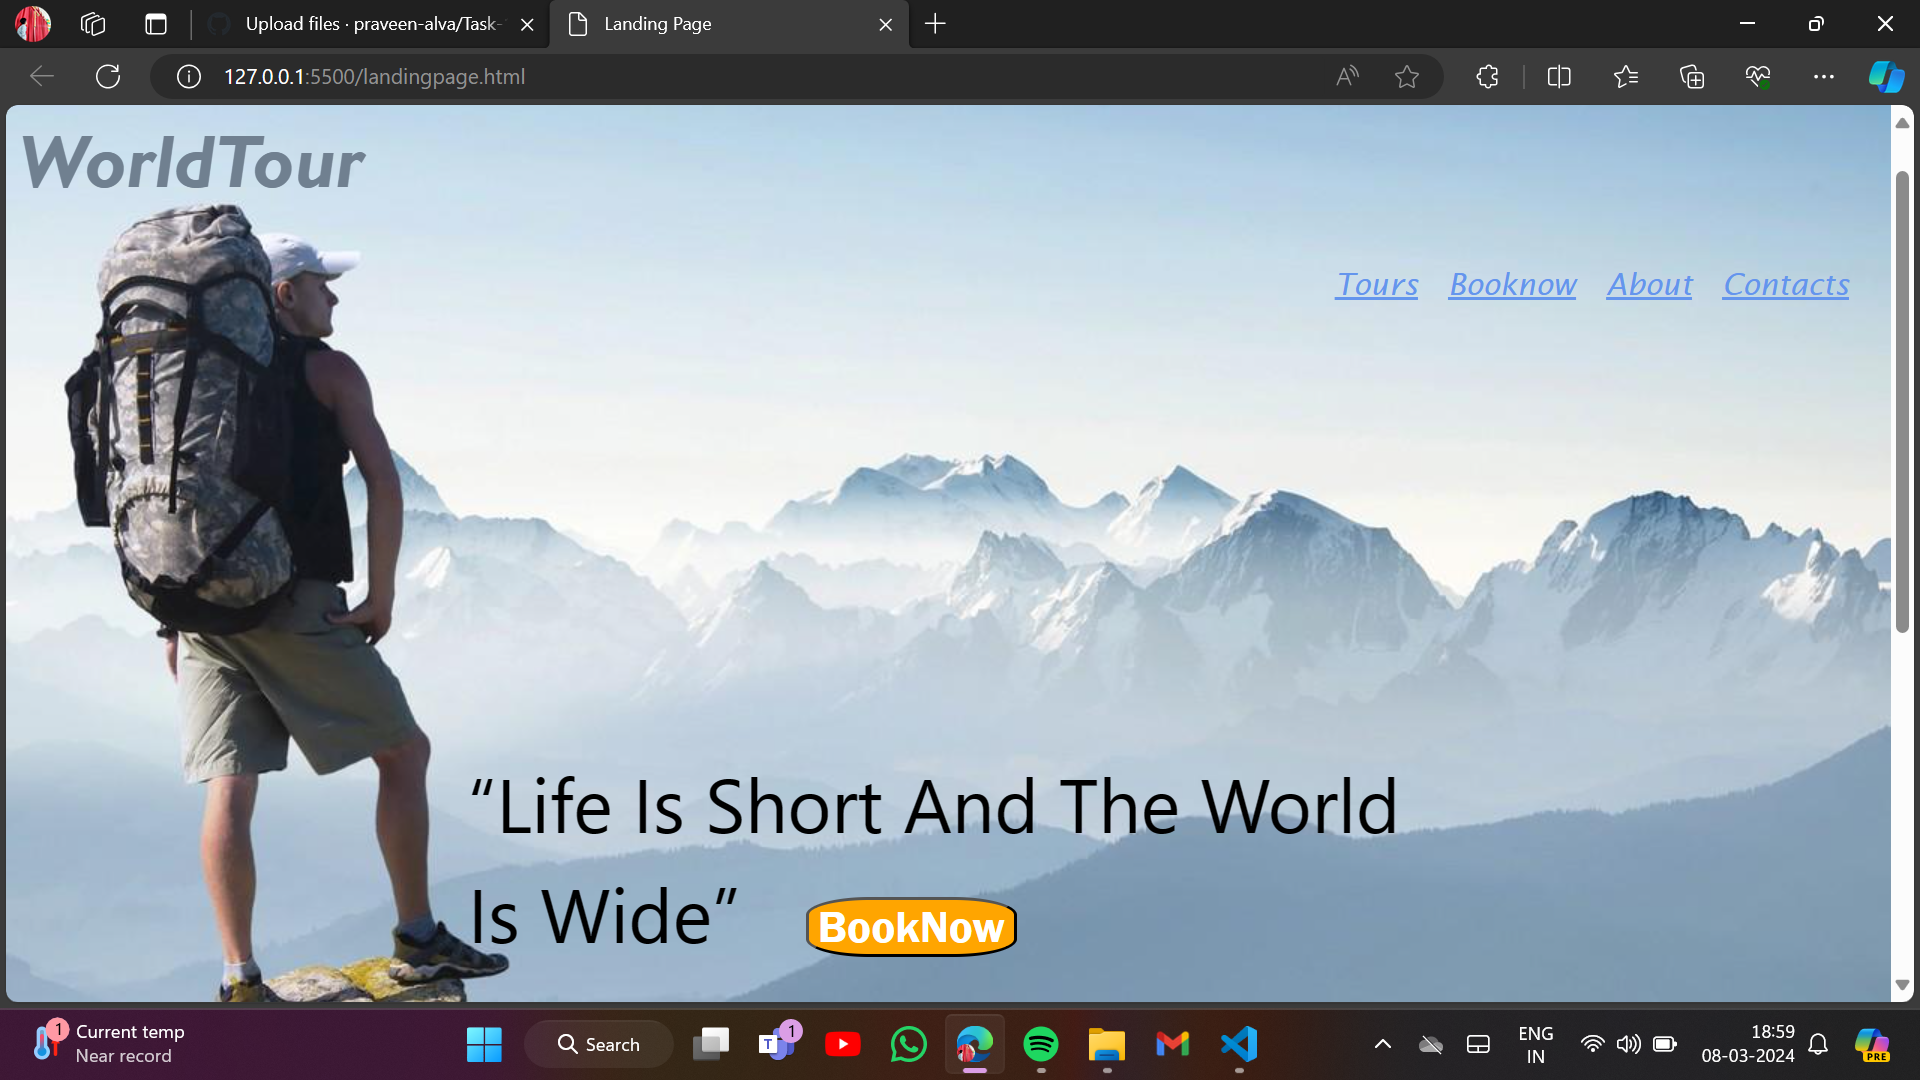 Upload files · praveen-alva/Task-
Landing Page
127.0.0.1:5500/landingpage.html
WorldTour
Tours Booknow About Contacts
“Life Is Short And The World
Is Wide”
BookNow
1
Current temp
Near record
Search
1
T
ENG
IN
18:59
08-03-2024
PRE